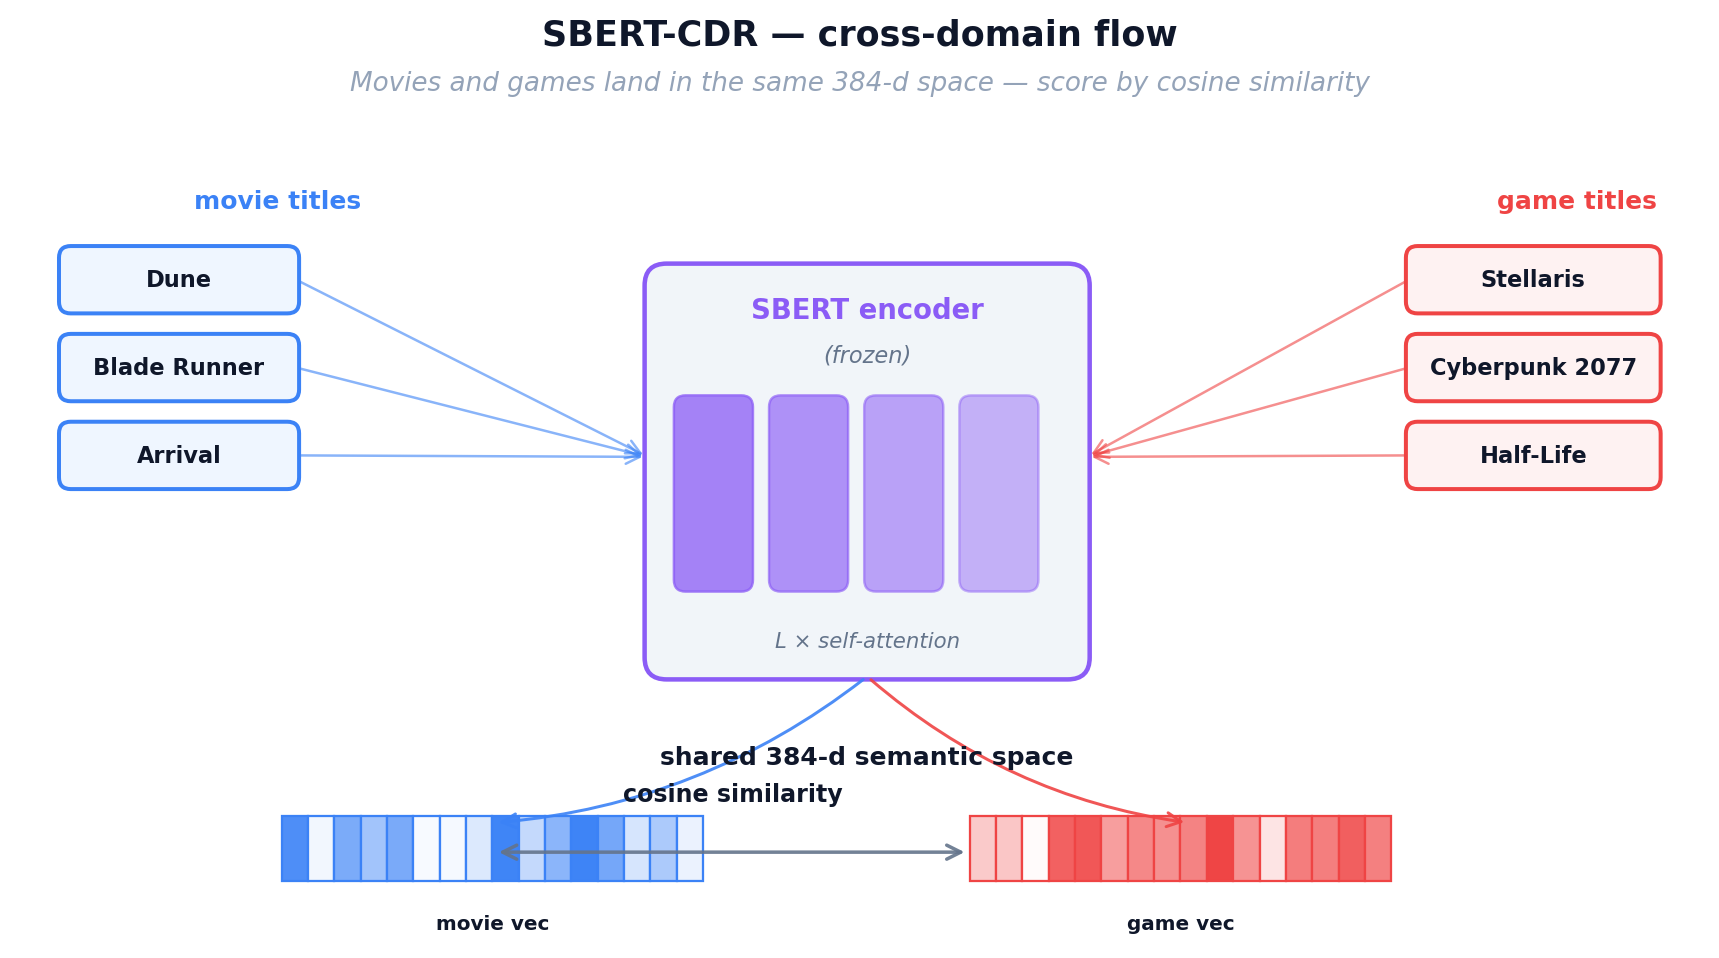 SBERT-CDR — cross-domain flow
Movies and games land in the same 384-d space — score by cosine similarity
movie titles
Dune
Blade Runner
Arrival
SBERT encoder
(frozen)
L × self-attention
game titles
Stellaris
Cyberpunk 2077
Half-Life
shared 384-d semantic space
cosine similarity
movie vec
game vec